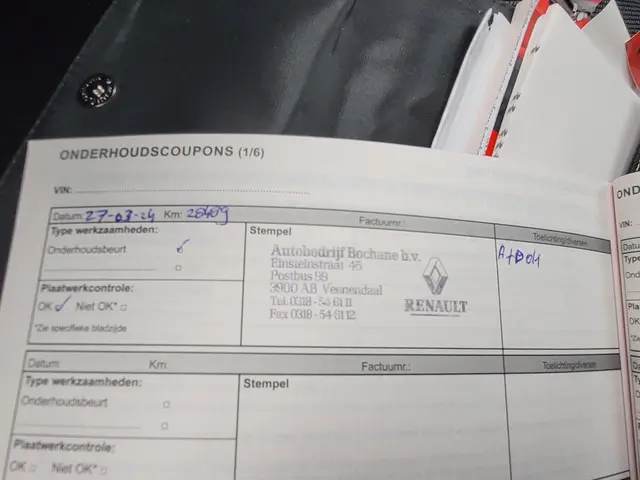 ONDERHOUDSCOUPONS (1/6)
VIN:
Datum: 27-03-24 Km: 28409 Factuurnr.: Toelichting/diversen
Type werkzaamheden:
Onderhoudsbeurt
Plaatwerkcontrole:
OK Niet OK*
*Zie specifieke bladzijde
Stempel
Autobedrijf Bochane b.v.
Einsteinstraat 45
Postbus 99
3900 AB Veenendaal
Tel. 0318 - 54 61 11
Fax 0318 - 54 61 12
RENAULT
Datum: Km: Factuurnr.: Toelichting/diversen
Type werkzaamheden:
Onderhoudsbeurt
Plaatwerkcontrole:
OK Niet OK*
Stempel